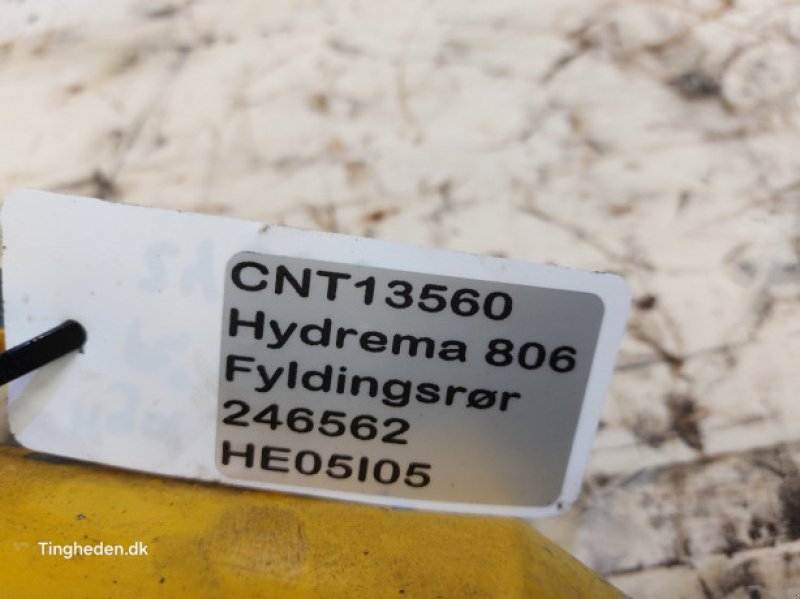 CNT13560
Hydrema 806
Fyldingsrør
246562
HE05I05
Tingheden.dk